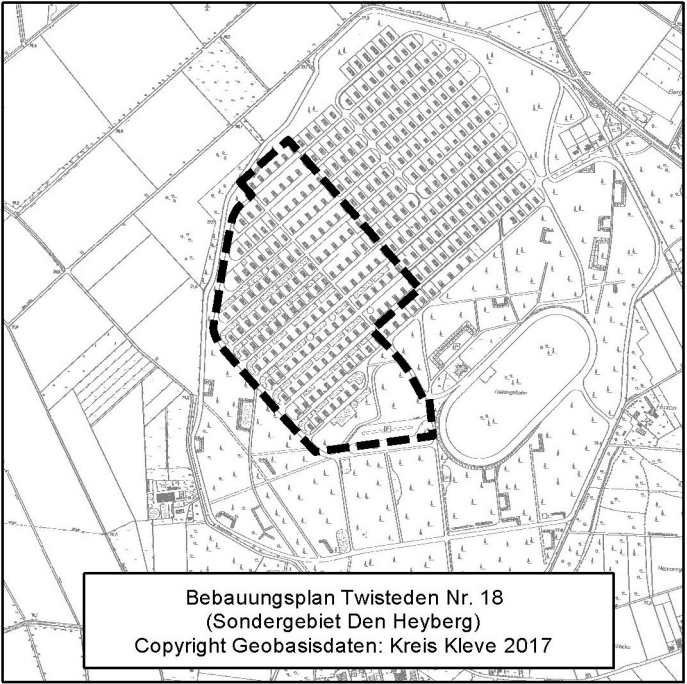 Bebauungsplan Twisteden Nr. 18
(Sondergebiet Den Heyberg)
Copyright Geobasisdaten: Kreis Kleve 2017